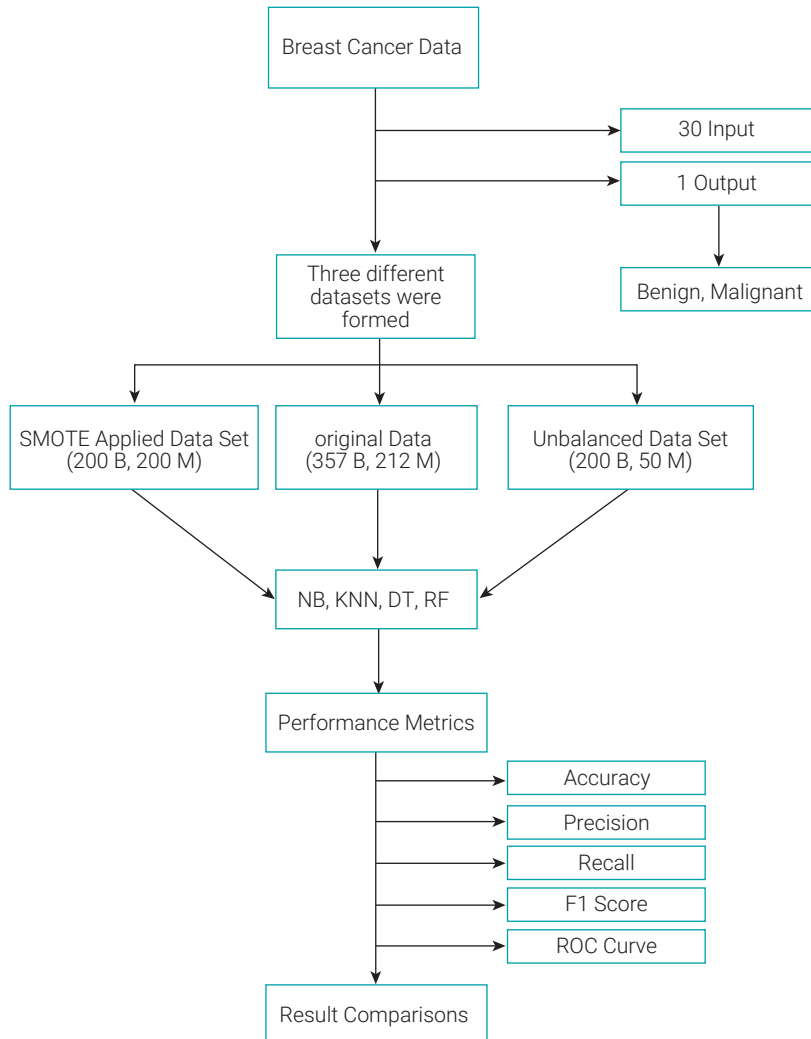 Breast Cancer Data
30 Input
1 Output
Benign, Malignant
Three different
datasets were
formed
SMOTE Applied Data Set
(200 B, 200 M)
original Data
(357 B, 212 M)
Unbalanced Data Set
(200 B, 50 M)
NB, KNN, DT, RF
Performance Metrics
Accuracy
Precision
Recall
F1 Score
ROC Curve
Result Comparisons